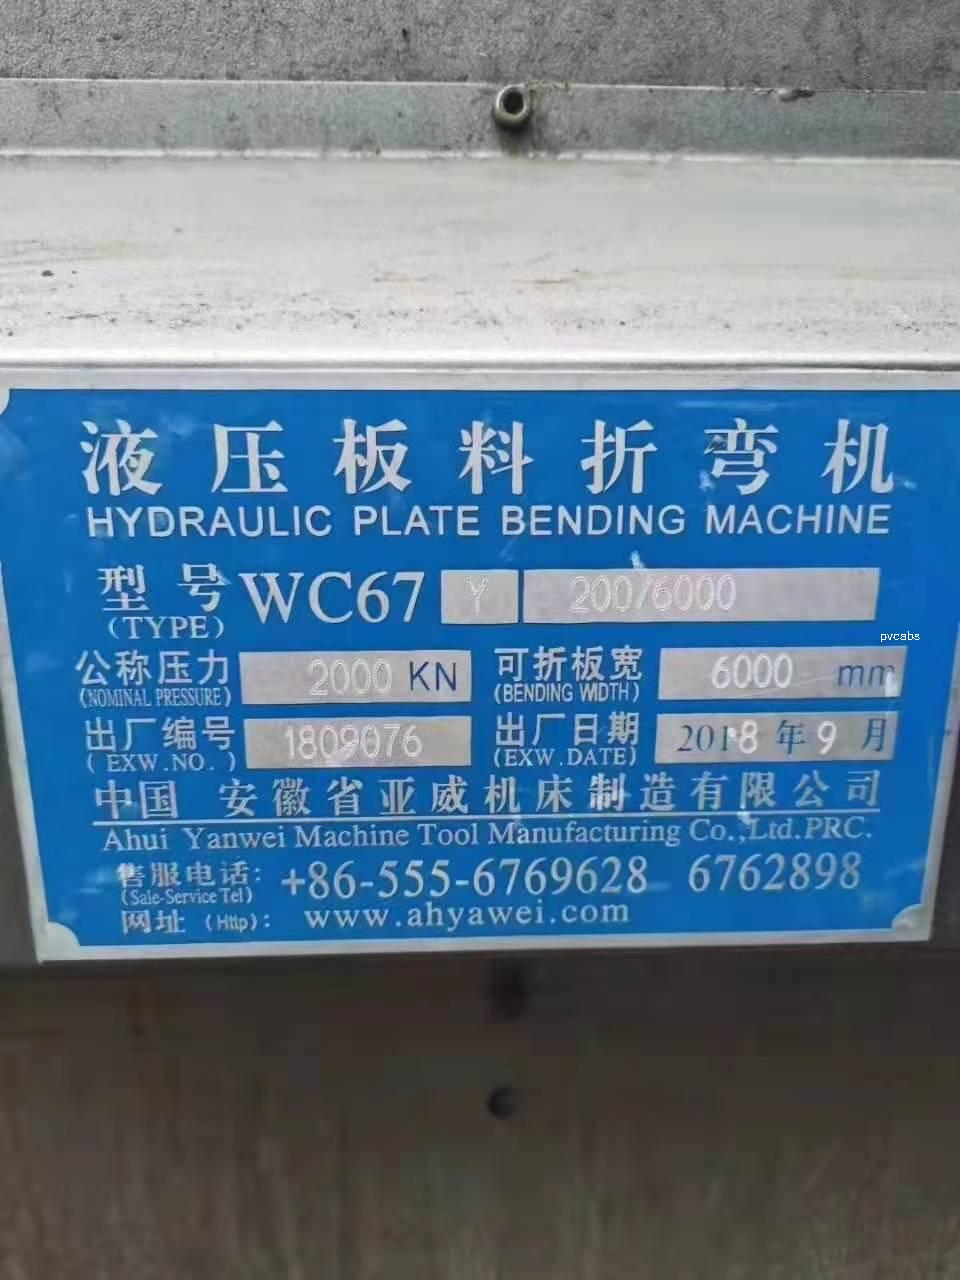 液压板料折弯机
HYDRAULIC PLATE BENDING MACHINE
型号 WC67 Y 200/6000
(TYPE)
pvcabs
公称压力 2000 KN 可折板宽 6000 mm
(NOMINAL PRESSURE) (BENDING WIDTH)
出厂编号 1809076 出厂日期 2018年9月
(EXW.NO.) (EXW.DATE)
中国 安徽省亚威机床制造有限公司
Ahui Yanwei Machine Tool Manufacturing Co.,Ltd.PRC.
售服电话: +86-555-6769628 6762898
(Sale-Service Tel)
网址 (Http): www.ahyawei.com